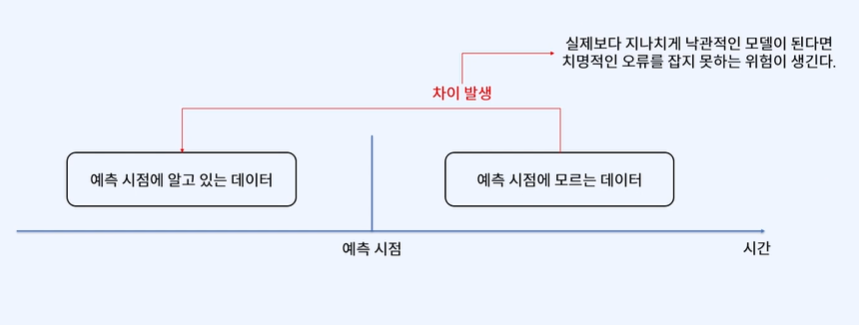 실제보다 지나치게 낙관적인 모델이 된다면
치명적인 오류를 잡지 못하는 위험이 생긴다.
차이 발생
예측 시점에 알고 있는 데이터
예측 시점에 모르는 데이터
예측 시점
시간